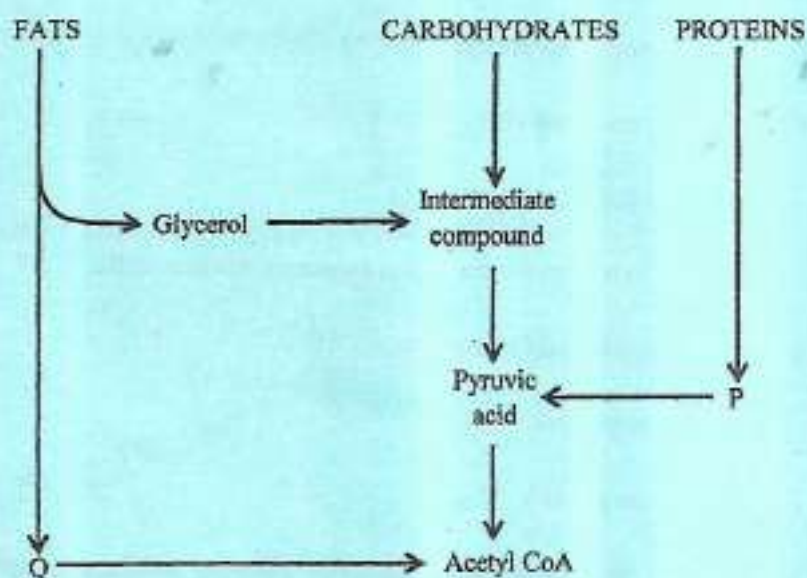 FATS CARBOHYDRATES PROTEINS
Glycerol
Intermediate
compound
Pyruvic
acid
P
Q
Acetyl CoA